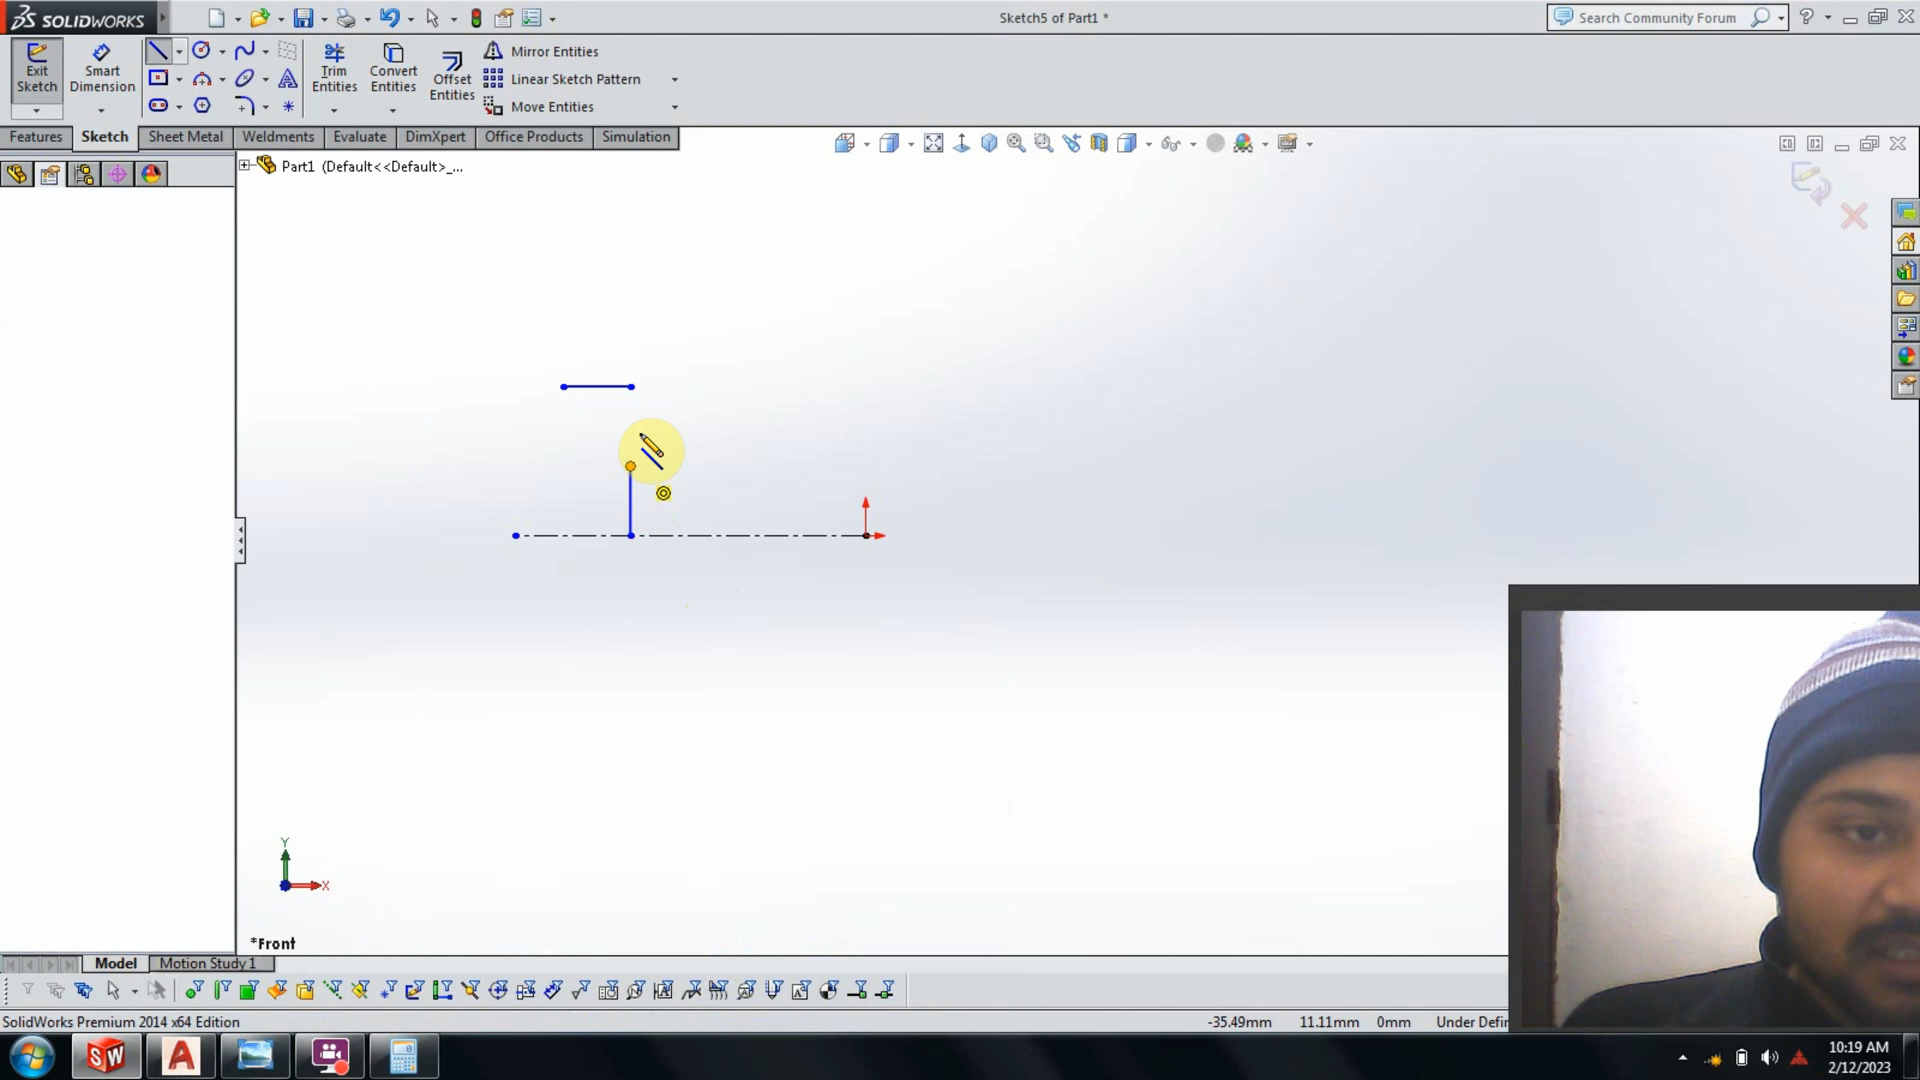 SOLIDWORKS
Sketch5 of Part1 *
Search Community Forum
Exit Sketch
Smart Dimension
Trim Entities
Convert Entities
Offset Entities
Mirror Entities
Linear Sketch Pattern
Move Entities
Features
Sketch
Sheet Metal
Weldments
Evaluate
DimXpert
Office Products
Simulation
Part1 (Default<<Default>_...
Y
X
*Front
Model
Motion Study 1
SolidWorks Premium 2014 x64 Edition
-35.49mm
11.11mm
0mm
Under Defin
SW
10:19 AM
2/12/2023